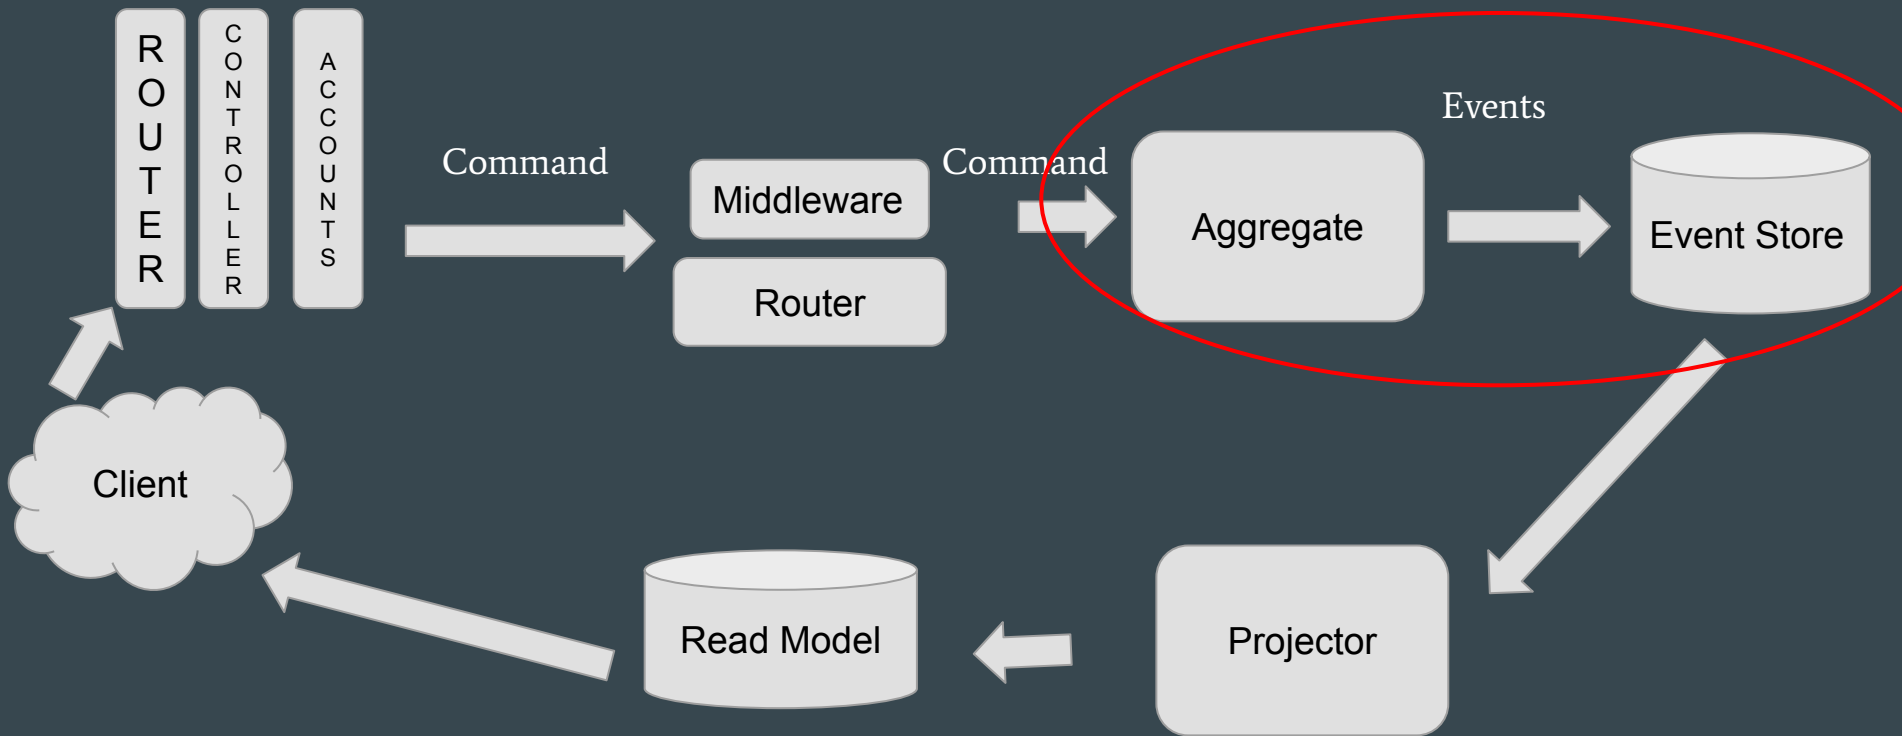 ROUTER
CONTROLLER
ACCOUNTS
Command
Middleware
Router
Command
Aggregate
Events
Event Store
Client
Read Model
Projector